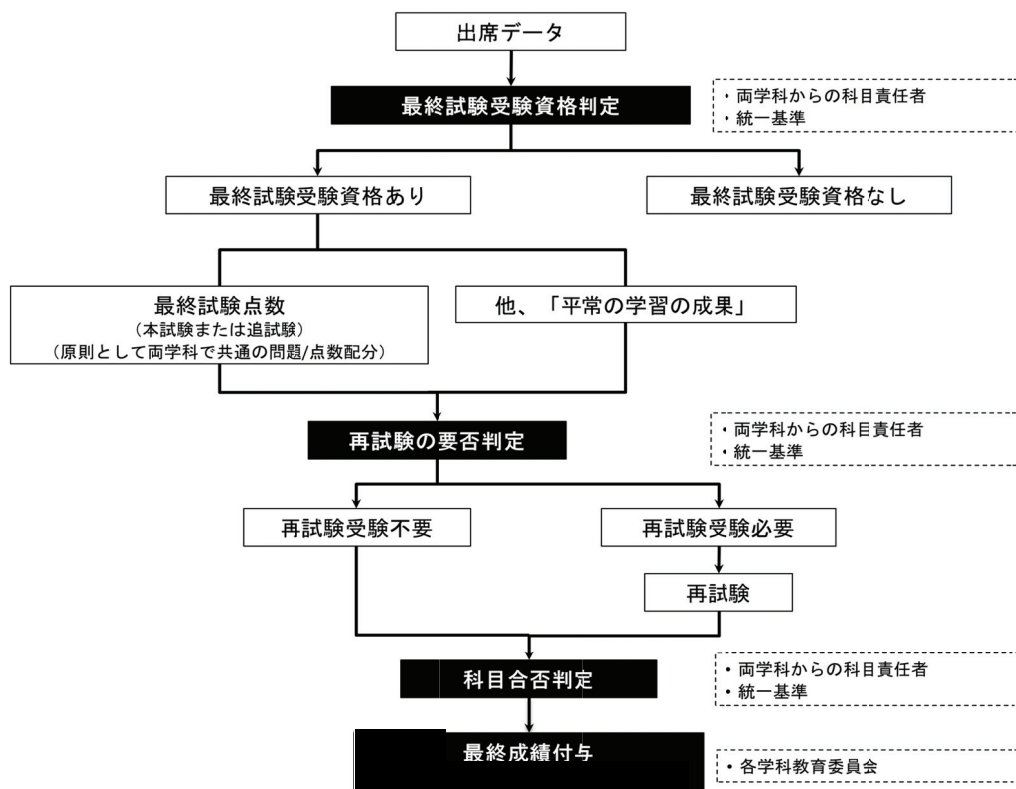 出席データ
最終試験受験資格判定
・両学科からの科目責任者
・統一基準
最終試験受験資格あり
最終試験受験資格なし
最終試験点数
(本試験または追試験)
(原則として両学科で共通の問題/点数配分)
他、「平常の学習の成果」
再試験の要否判定
・両学科からの科目責任者
・統一基準
再試験受験不要
再試験受験必要
再試験
科目合否判定
・両学科からの科目責任者
・統一基準
最終成績付与
・各学科教育委員会